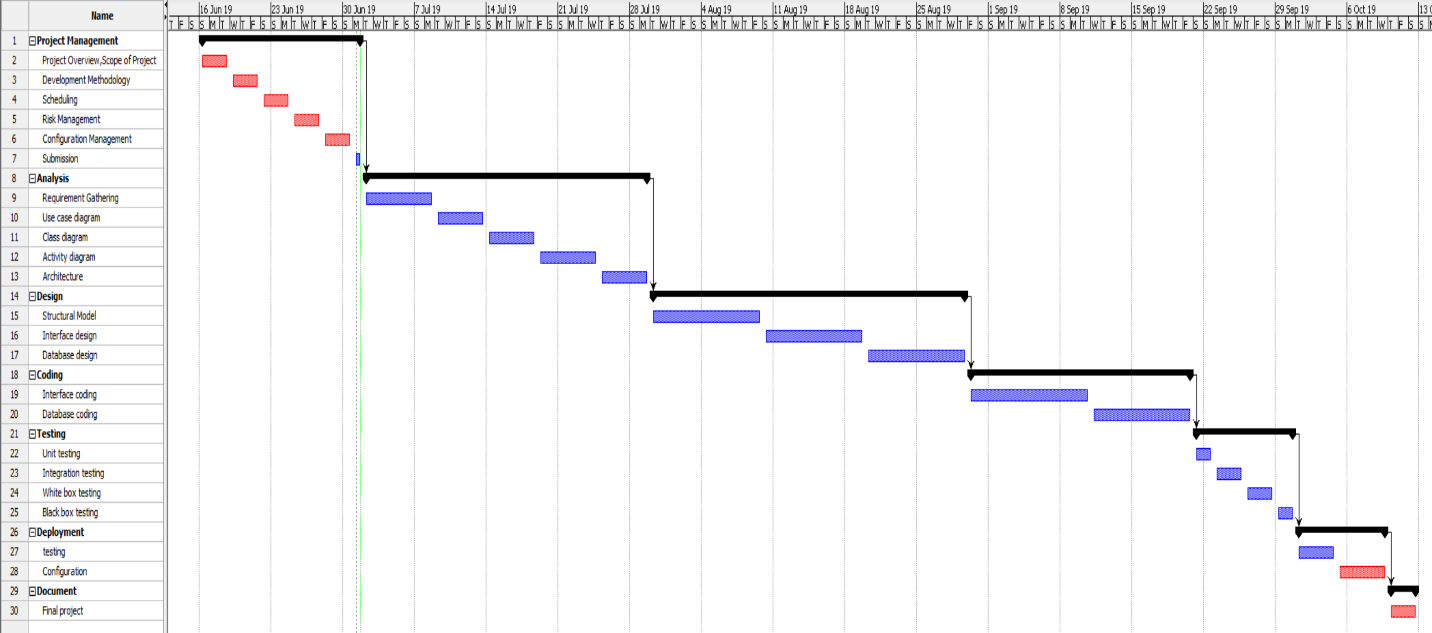 Name
16 Jun 19 23 Jun 19 30 Jun 19 7 Jul 19 14 Jul 19 21 Jul 19 28 Jul 19 4 Aug 19 11 Aug 19 18 Aug 19 25 Aug 19 1 Sep 19 8 Sep 19 15 Sep 19 22 Sep 19 29 Sep 19 6 Oct 19 13 O
T F S S M T W T F S S M T W T F S S M T W T F S S M T W T F S S M T W T F S S M T W T F S S M T W T F S S M T W T F S S M T W T F S S M T W T F S S M T W T F S S M T W T F S S M T W T F S S M T W T F S S M T W T F S S M T W T F S S M T W T F S S
1 Project Management
2 Project Overview,Scope of Project
3 Development Methodology
4 Scheduling
5 Risk Management
6 Configuration Management
7 Submission
8 Analysis
9 Requirement Gathering
10 Use case diagram
11 Class diagram
12 Activity diagram
13 Architecture
14 Design
15 Structural Model
16 Interface design
17 Database design
18 Coding
19 Interface coding
20 Database coding
21 Testing
22 Unit testing
23 Integration testing
24 White box testing
25 Black box testing
26 Deployment
27 testing
28 Configuration
29 Document
30 Final project